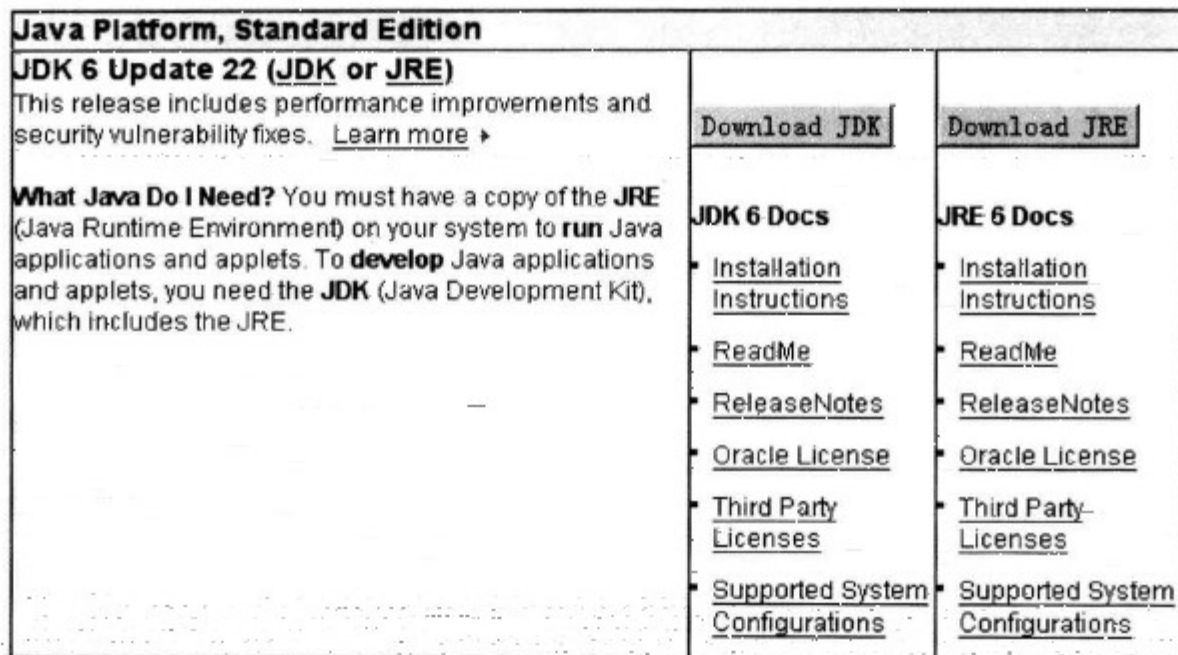 Java Platform, Standard Edition
JDK 6 Update 22 (JDK or JRE)
This release includes performance improvements and
security vulnerability fixes. Learn more ▸
What Java Do I Need? You must have a copy of the JRE
(Java Runtime Environment) on your system to run Java
applications and applets. To develop Java applications
and applets, you need the JDK (Java Development Kit),
which includes the JRE.
Download JDK
JDK 6 Docs
Installation
Instructions
ReadMe
ReleaseNotes
Oracle License
Third Party
Licenses
Supported System
Configurations
Download JRE
JRE 6 Docs
Installation
Instructions
ReadMe
ReleaseNotes
Oracle License
Third Party
Licenses
Supported System
Configurations